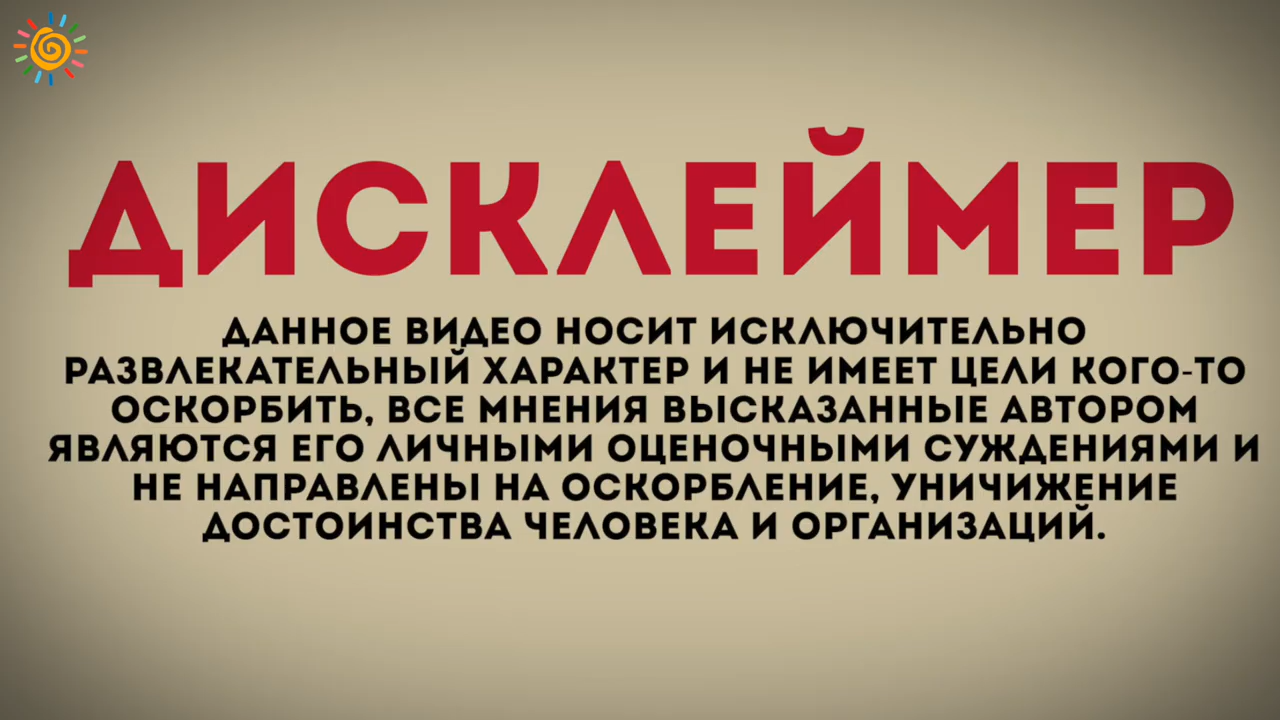 ДИСКЛЕЙМЕР
ДАННОЕ ВИДЕО НОСИТ ИСКЛЮЧИТЕЛЬНО
РАЗВЛЕКАТЕЛЬНЫЙ ХАРАКТЕР И НЕ ИМЕЕТ ЦЕЛИ КОГО-ТО
ОСКОРБИТЬ, ВСЕ МНЕНИЯ ВЫСКАЗАННЫЕ АВТОРОМ
ЯВЛЯЮТСЯ ЕГО ЛИЧНЫМИ ОЦЕНОЧНЫМИ СУЖДЕНИЯМИ И
НЕ НАПРАВЛЕНЫ НА ОСКОРБЛЕНИЕ, УНИЧИЖЕНИЕ
ДОСТОИНСТВА ЧЕЛОВЕКА И ОРГАНИЗАЦИЙ.